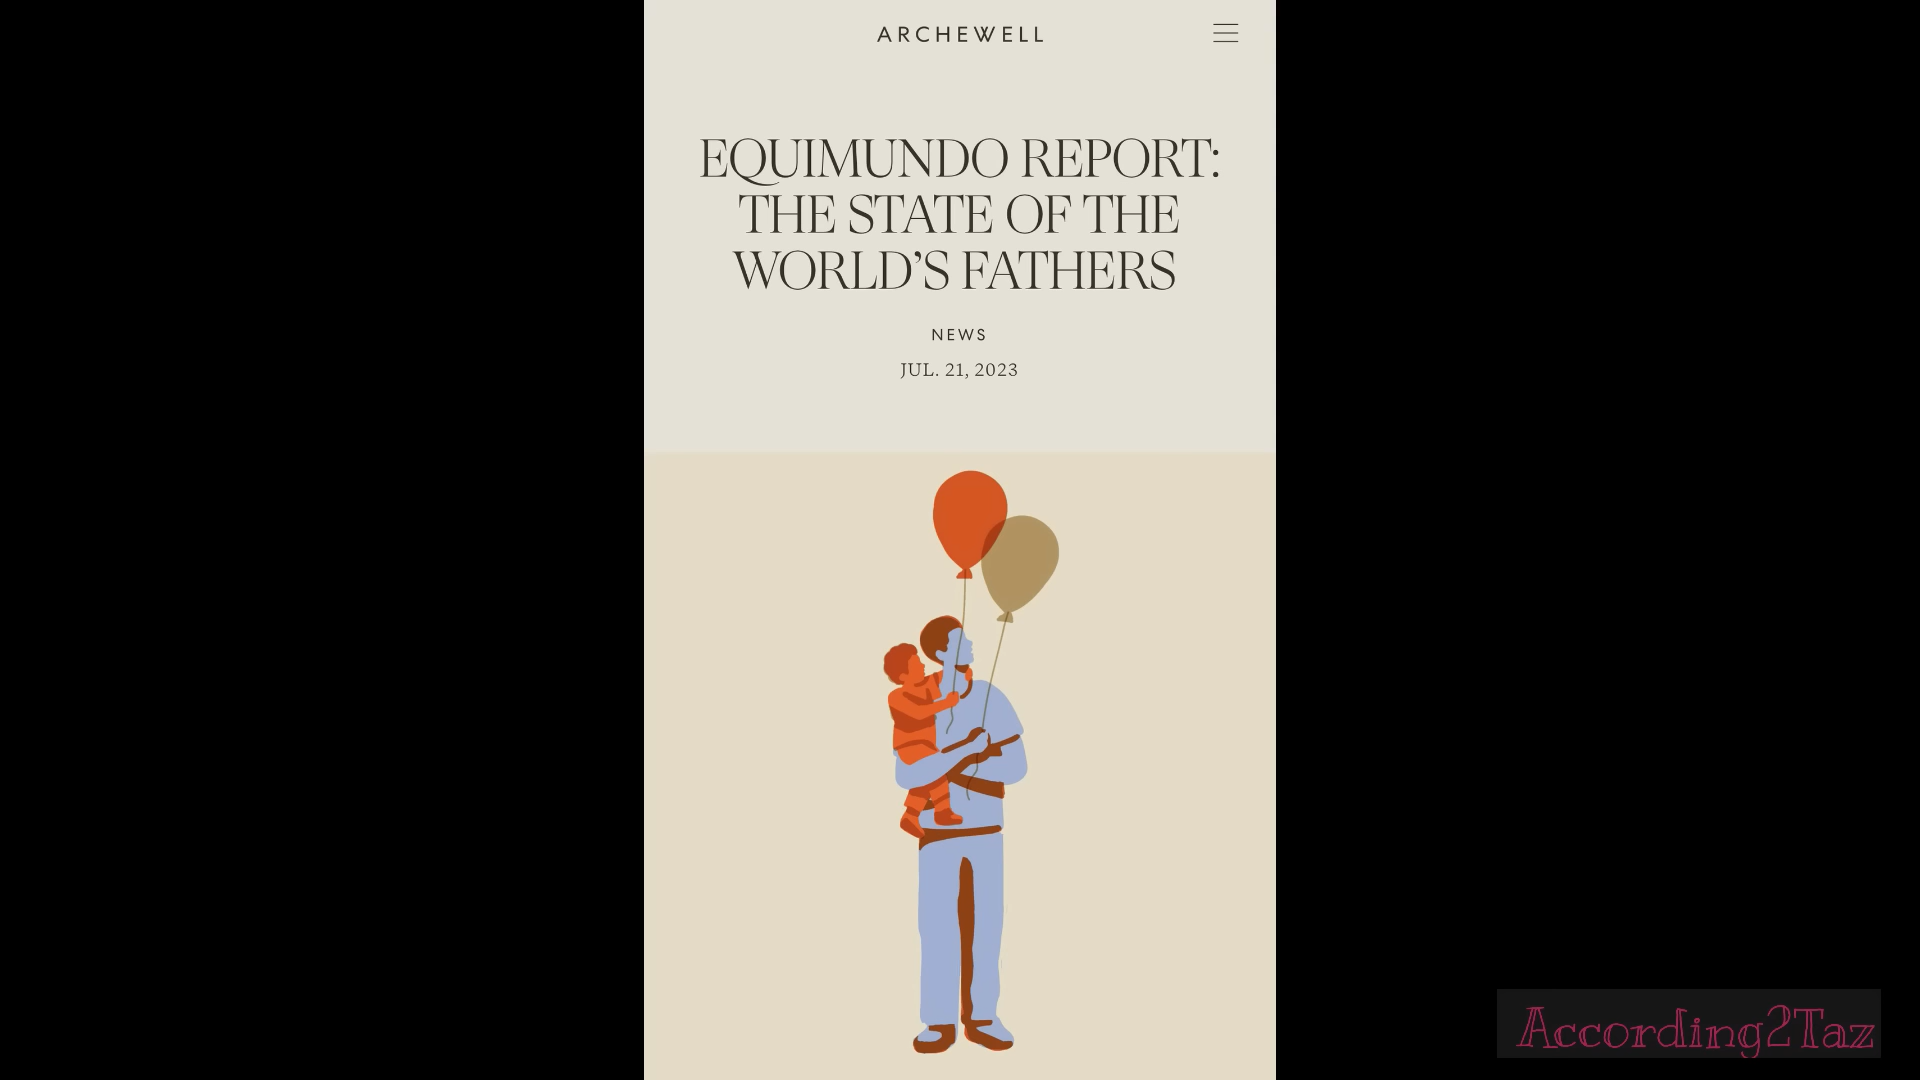 ARCHEWELL
EQUIMUNDO REPORT:
THE STATE OF THE
WORLD’S FATHERS
NEWS
JUL. 21, 2023
According2Taz